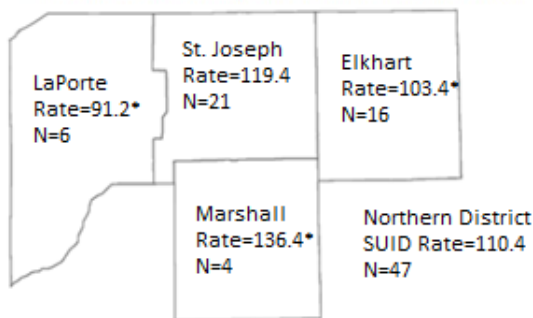 LaPorte
Rate=91.2*
N=6
St. Joseph
Rate=119.4
N=21
Elkhart
Rate=103.4*
N=16
Marshall
Rate=136.4*
N=4
Northern District
SUID Rate=110.4
N=47